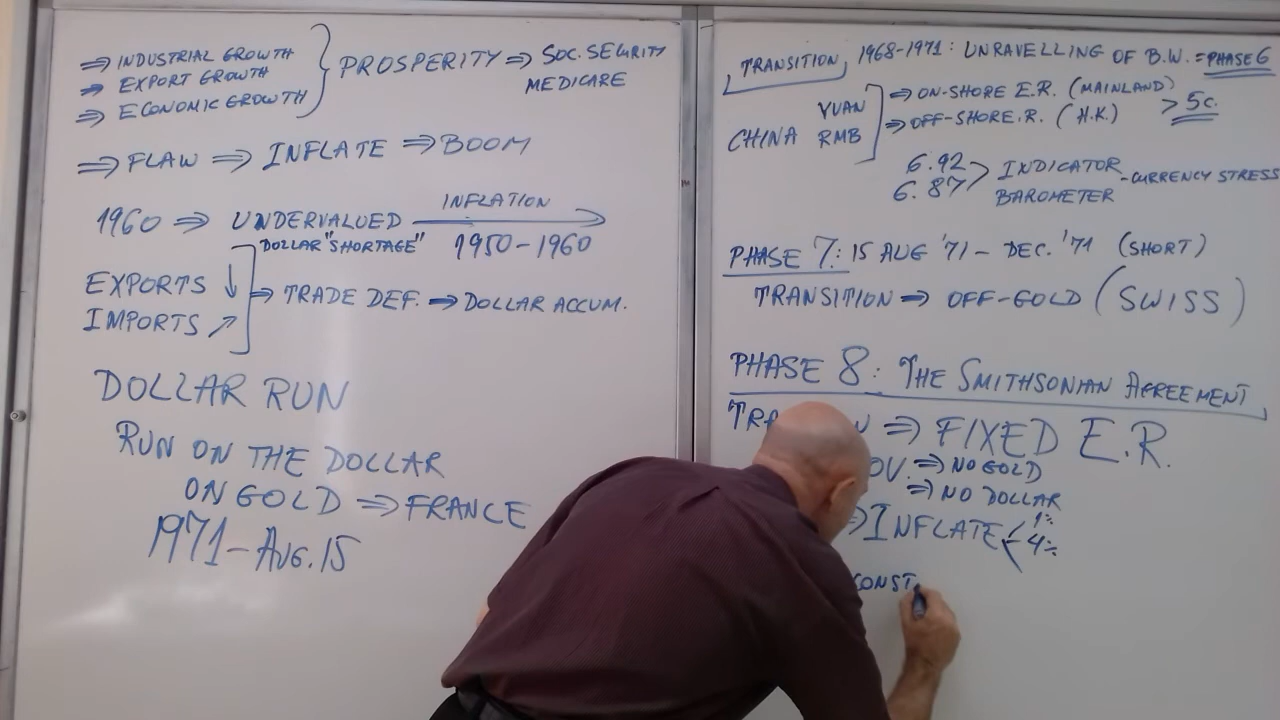 ⇒ INDUSTRIAL GROWTH
⇒ EXPORT GROWTH
⇒ ECONOMIC GROWTH
} PROSPERITY ⇒ SOC. SECURITY
MEDICARE
⇒ FLAW ⇒ INFLATE ⇒ BOOM
1960 ⇒ UNDERVALUED INFLATION
DOLLAR "SHORTAGE" 1950-1960
EXPORTS ↓
IMPORTS ↗
⇒ TRADE DEF. ⇒ DOLLAR ACCUM.
DOLLAR RUN
RUN ON THE DOLLAR
ON GOLD ⇒ FRANCE
1971-AUG.15
TRANSITION, 1968-1971: UNRAVELLING OF B.W. = PHASE 6
CHINA YUAN RMB
⇒ ON-SHORE E.R. (MAINLAND)
⇒ OFF-SHORE.R. (H.K.)
> 5c.
6.92
6.87
> INDICATOR
BAROMETER - CURRENCY STRESS
PHASE 7: 15 AUG '71 - DEC. '71 (SHORT)
TRANSITION ⇒ OFF-GOLD (SWISS)
PHASE 8: THE SMITHSONIAN AGREEMENT
⇒ FIXED E.R.
OV. ⇒ NO GOLD
⇒ NO DOLLAR
⇒ INFLATE < 1%
4%
CONST